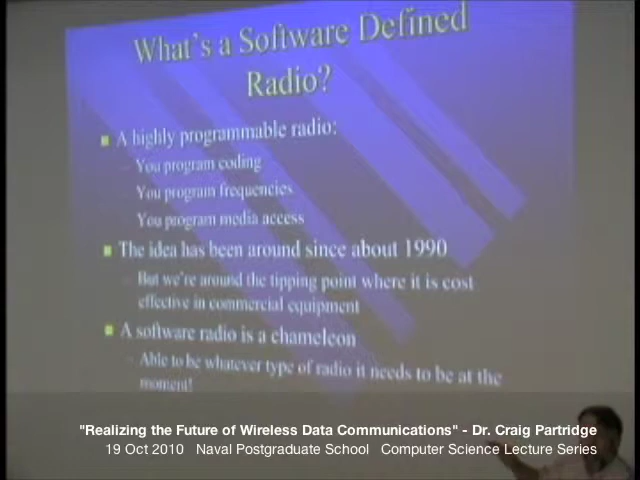 What's a Software Defined
Radio?
A highly programmable radio:
You program coding
You program frequencies
You program media access
The idea has been around since about 1990
But we're around the tipping point where it is cost
effective in commercial equipment
A software radio is a chameleon
Able to be whatever type of radio it needs to be at the
moment!
"Realizing the Future of Wireless Data Communications" - Dr. Craig Partridge
19 Oct 2010 Naval Postgraduate School Computer Science Lecture Series